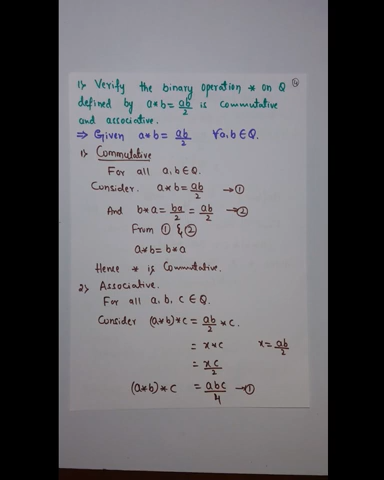 1) Verify the binary operation * on Q
defined by a*b = ab/2 is commutative
and associative.
⇒ Given a*b = ab/2 ∀a,b∈Q.
1) Commutative
For all a,b∈Q.
Consider. a*b = ab/2 →①
And b*a = ba/2 = ab/2 →②
From ① & ②
a*b = b*a
Hence * is Commutative.
2) Associative.
For all a, b, c ∈ Q.
Consider (a*b)*c = ab/2 * c.
= x*c x = ab/2
= xc/2
(a*b)*c = abc/4 →①